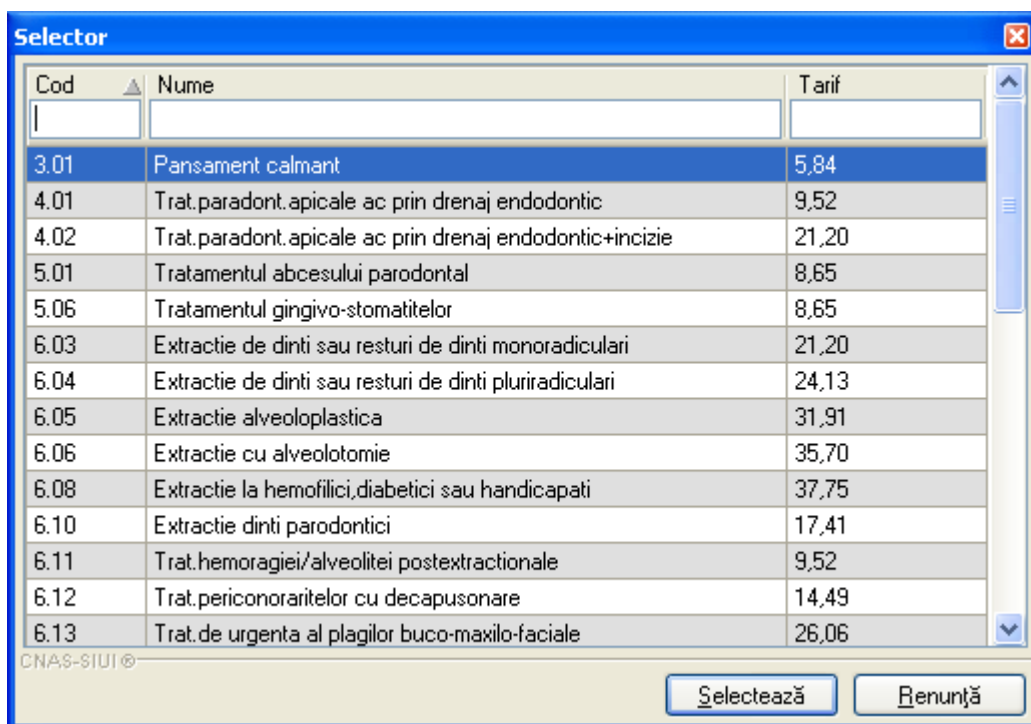 Selector
Cod Nume Tarif
3.01 Pansament calmant 5,84
4.01 Trat.paradont.apicale ac prin drenaj endodontic 9,52
4.02 Trat.paradont.apicale ac prin drenaj endodontic+incizie 21,20
5.01 Tratamentul abcesului parodontal 8,65
5.06 Tratamentul gingivo-stomatitelor 8,65
6.03 Extractie de dinti sau resturi de dinti monoradiculari 21,20
6.04 Extractie de dinti sau resturi de dinti pluriradiculari 24,13
6.05 Extractie alveoloplastica 31,91
6.06 Extractie cu alveolotomie 35,70
6.08 Extractie la hemofilici,diabetici sau handicapati 37,75
6.10 Extractie dinti parodontici 17,41
6.11 Trat.hemoragiei/alveolitei postextractionale 9,52
6.12 Trat.periconoraritelor cu decapusonare 14,49
6.13 Trat.de urgenta al plagilor buco-maxilo-faciale 26,06
CNAS-SIUI ®
Selectează Renunţă